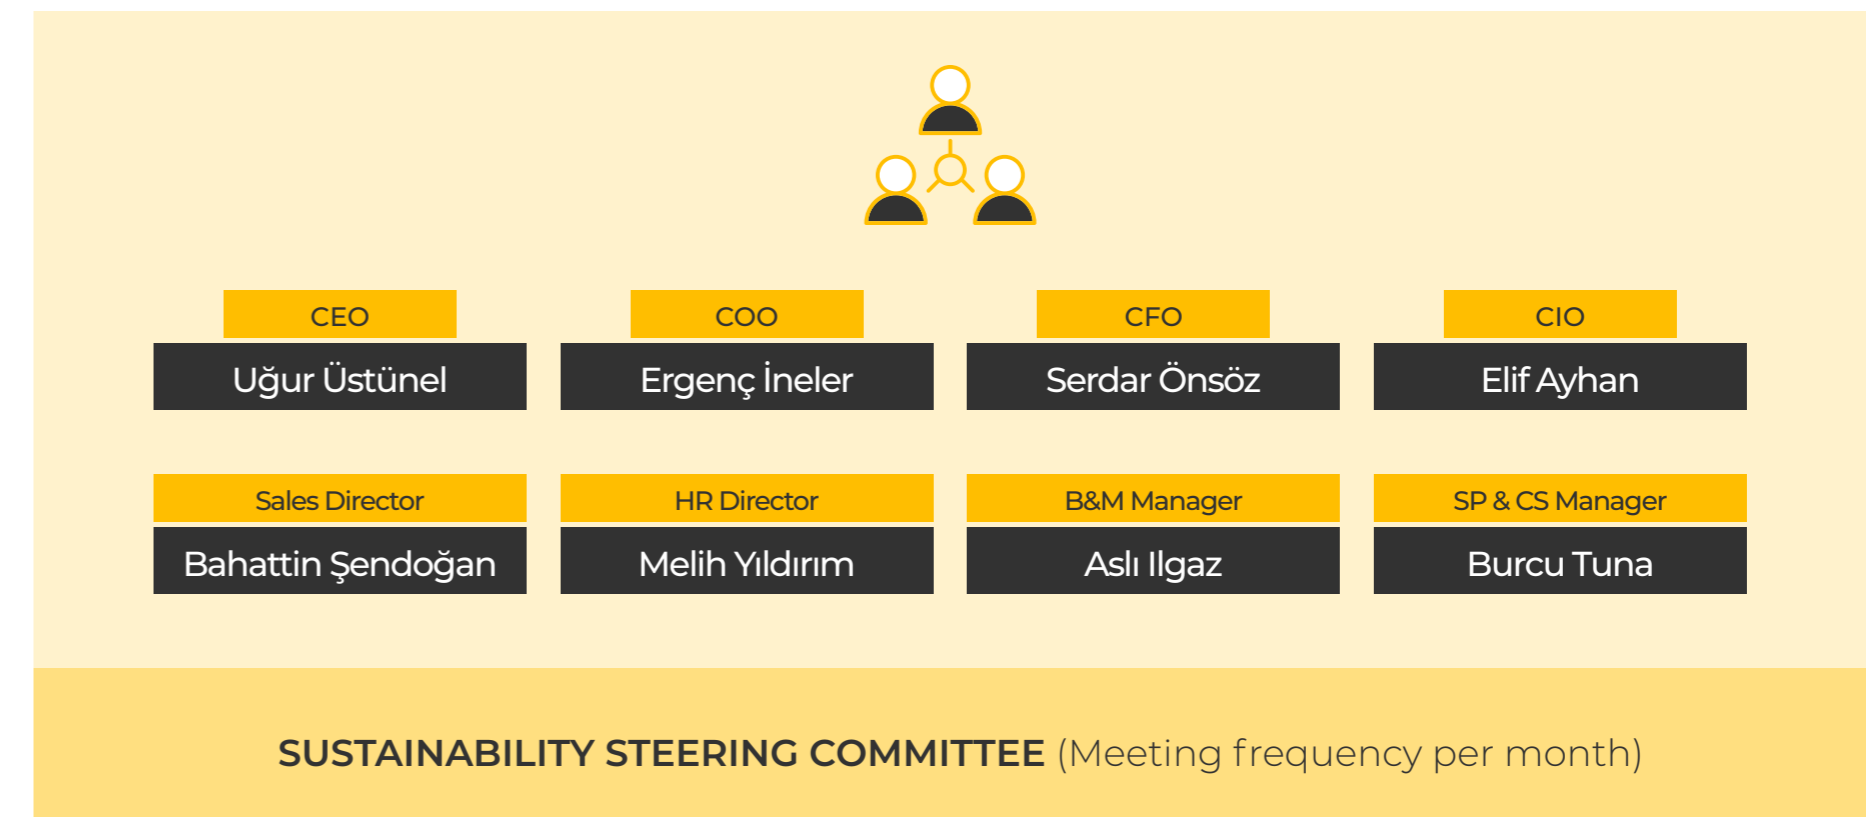 CEO
Uğur Üstünel
COO
Ergenç İneler
CFO
Serdar Önsöz
CIO
Elif Ayhan
Sales Director
Bahattin Şendoğan
HR Director
Melih Yıldırım
B&M Manager
Aslı Ilgaz
SP & CS Manager
Burcu Tuna
SUSTAINABILITY STEERING COMMITTEE (Meeting frequency per month)